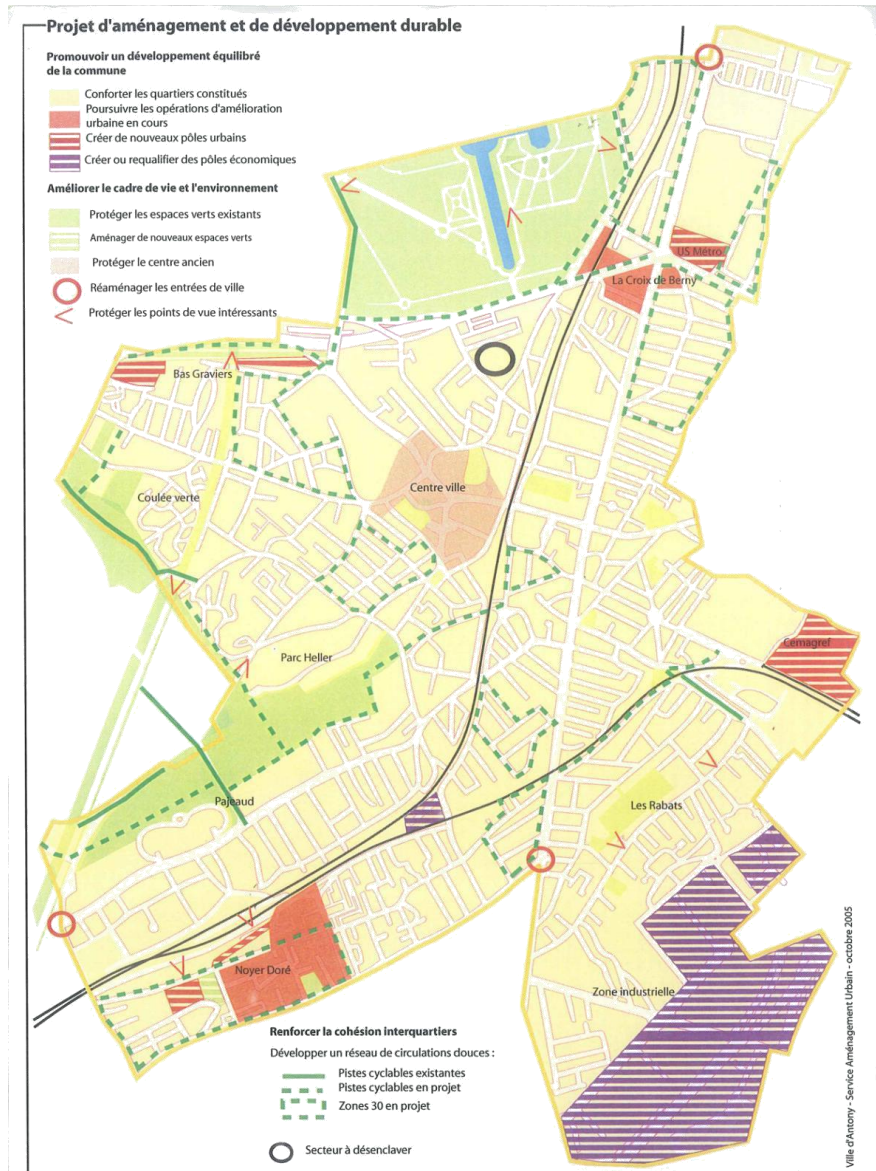 Projet d'aménagement et de développement durable
Promouvoir un développement équilibré
de la commune
Conforter les quartiers constitués
Poursuivre les opérations d'amélioration
urbaine en cours
Créer de nouveaux pôles urbains
Créer ou requalifier des pôles économiques
Améliorer le cadre de vie et l'environnement
Protéger les espaces verts existants
Aménager de nouveaux espaces verts
Protéger le centre ancien
Réaménager les entrées de ville
Protéger les points de vue intéressants
US Métro
La Croix de Berny
Bas Graviers
Centre ville
Coulée verte
Parc Heller
Cemagref
Pajeaud
Les Rabats
Noyer Doré
Zone industrielle
Renforcer la cohésion interquartiers
Développer un réseau de circulations douces :
Pistes cyclables existantes
Pistes cyclables en projet
Zones 30 en projet
Secteur à désenclaver
Ville d'Antony - Service Aménagement Urbain - octobre 2005